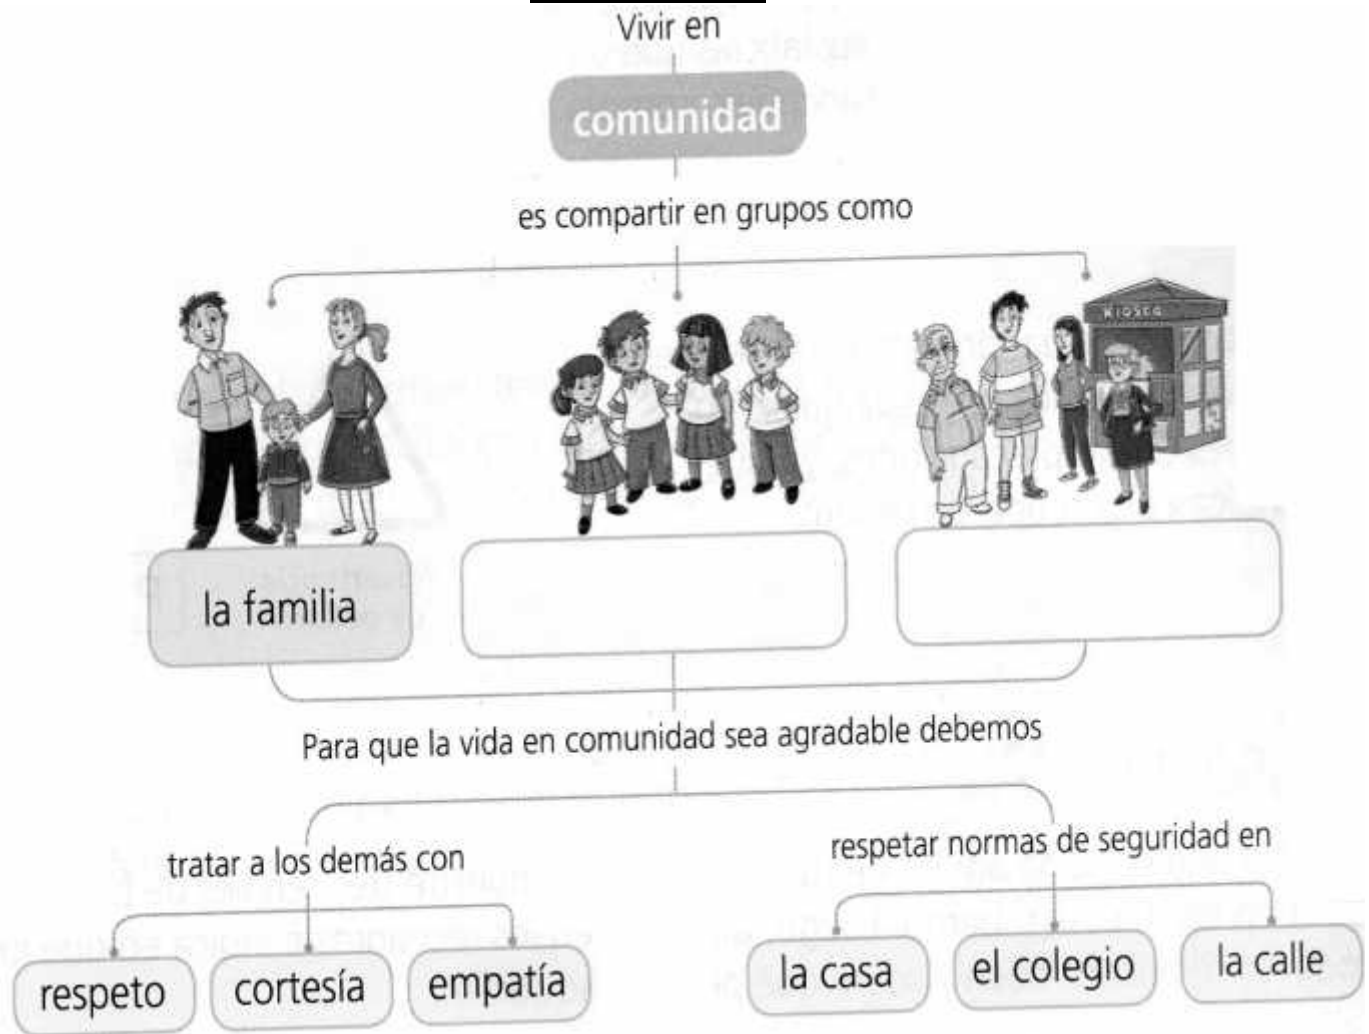 Vivir en
comunidad
es compartir en grupos como
KIOSCO
la familia
Para que la vida en comunidad sea agradable debemos
tratar a los demás con
respetar normas de seguridad en
respeto
cortesía
empatía
la casa
el colegio
la calle